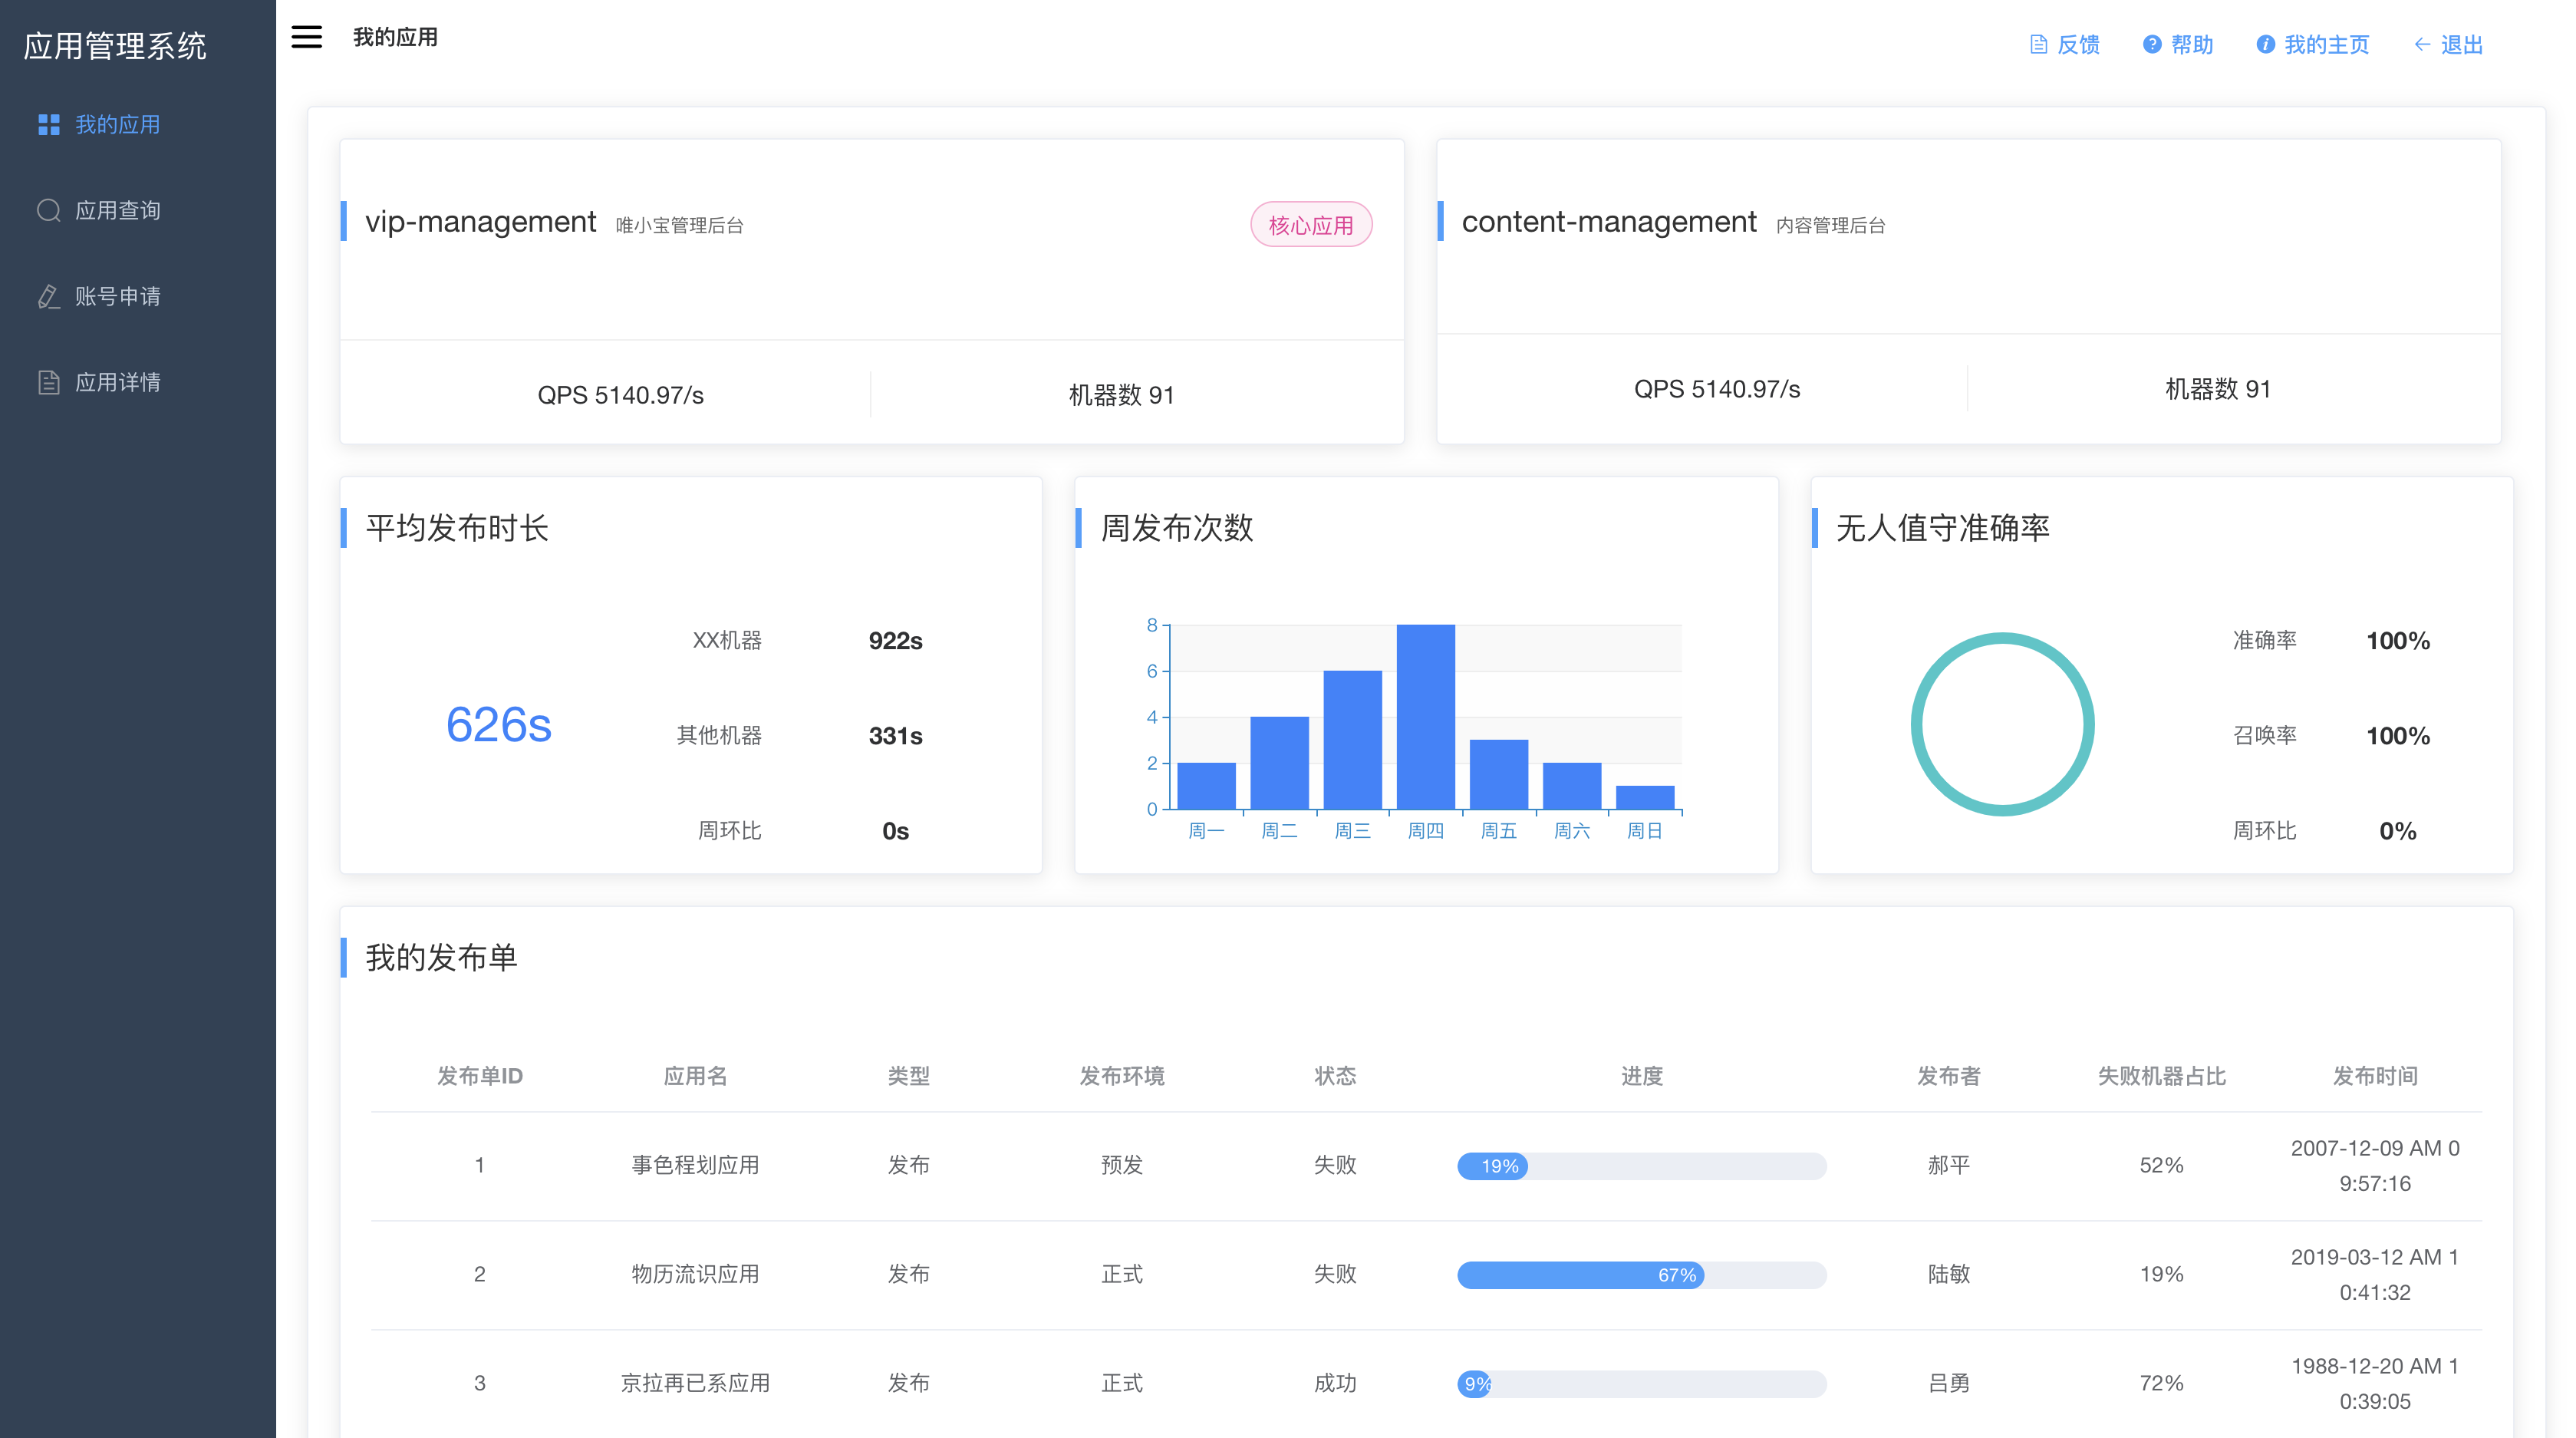 应用管理系统
我的应用
应用查询
账号申请
应用详情
我的应用
反馈 帮助 我的主页 退出
vip-management 唯小宝管理后台 核心应用
QPS 5140.97/s 机器数 91
content-management 内容管理后台
QPS 5140.97/s 机器数 91
平均发布时长
626s
XX机器 922s
其他机器 331s
周环比 0s
周发布次数
8
6
4
2
0
周一 周二 周三 周四 周五 周六 周日
无人值守准确率
准确率 100%
召唤率 100%
周环比 0%
我的发布单
发布单ID 应用名 类型 发布环境 状态 进度 发布者 失败机器占比 发布时间
1 事色程划应用 发布 预发 失败 19% 郝平 52% 2007-12-09 AM 0
9:57:16
2 物历流识应用 发布 正式 失败 67% 陆敏 19% 2019-03-12 AM 1
0:41:32
3 京拉再已系应用 发布 正式 成功 9% 吕勇 72% 1988-12-20 AM 1
0:39:05